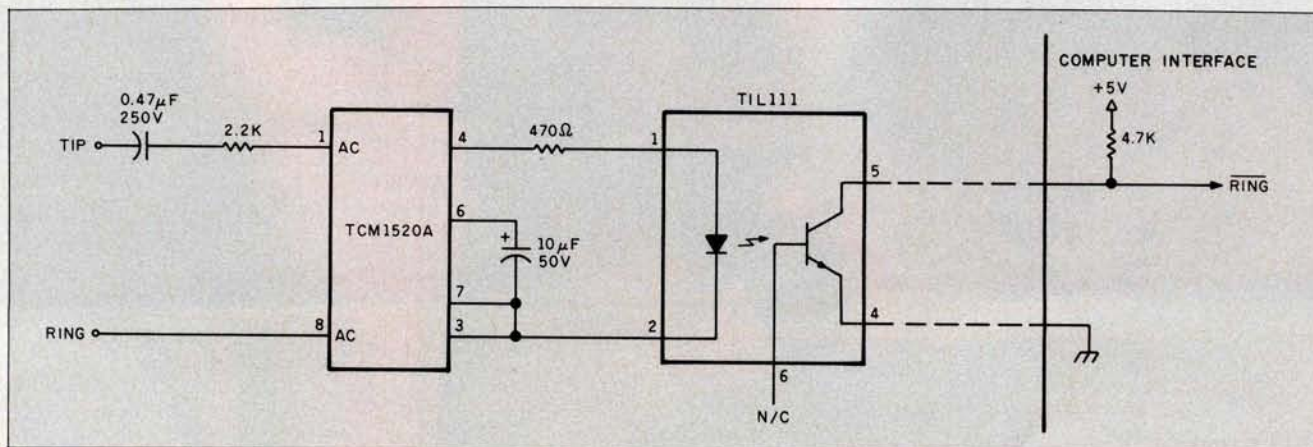 COMPUTER INTERFACE
+5V
4.7K
RING
TIL111
0.47µF
250V
2.2K
TIP
1
AC
4
470Ω
1
5
TCM1520A
6
+
10µF
50V
7
RING
8
AC
3
2
4
6
N/C